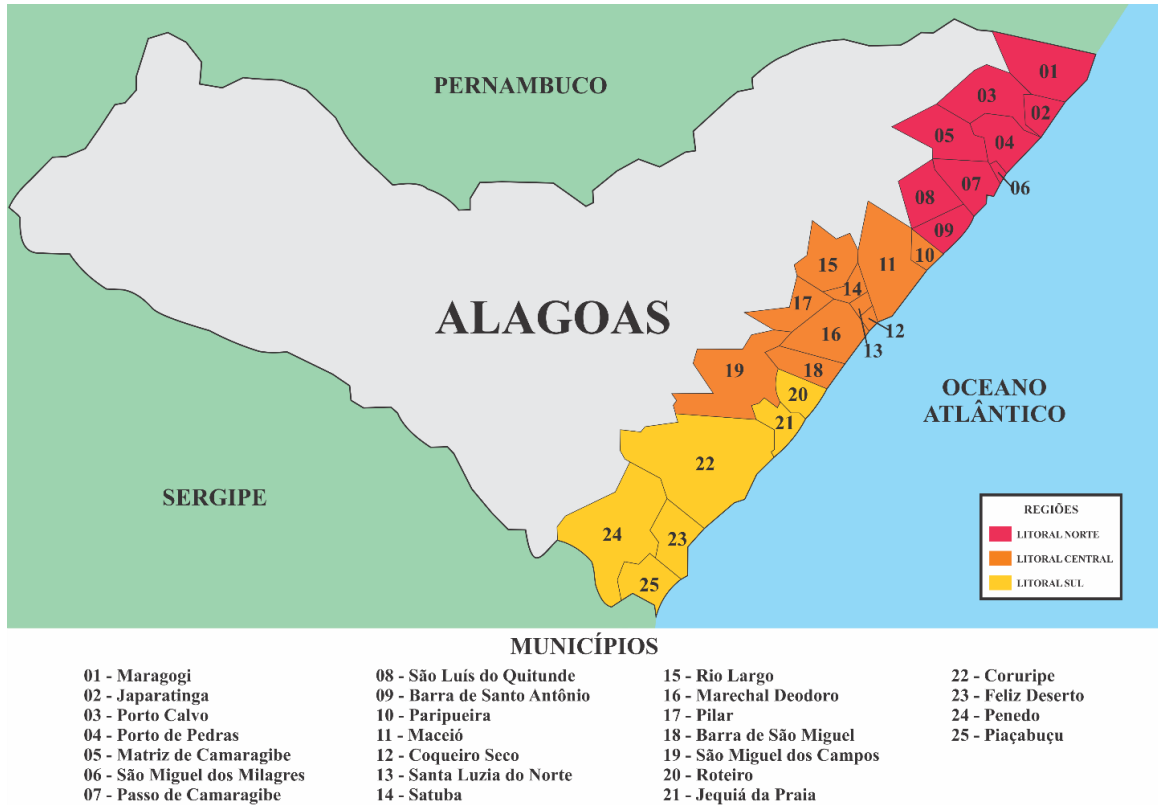 PERNAMBUCO
ALAGOAS
SERGIPE
OCEANO
ATLÂNTICO
01
02
03
04
05
06
07
08
09
10
11
12
13
14
15
16
17
18
19
20
21
22
23
24
25
REGIÕES
LITORAL NORTE
LITORAL CENTRAL
LITORAL SUL
MUNICÍPIOS
01 - Maragogi
02 - Japaratinga
03 - Porto Calvo
04 - Porto de Pedras
05 - Matriz de Camaragibe
06 - São Miguel dos Milagres
07 - Passo de Camaragibe
08 - São Luís do Quitunde
09 - Barra de Santo Antônio
10 - Paripueira
11 - Maceió
12 - Coqueiro Seco
13 - Santa Luzia do Norte
14 - Satuba
15 - Rio Largo
16 - Marechal Deodoro
17 - Pilar
18 - Barra de São Miguel
19 - São Miguel dos Campos
20 - Roteiro
21 - Jequiá da Praia
22 - Coruripe
23 - Feliz Deserto
24 - Penedo
25 - Piaçabuçu